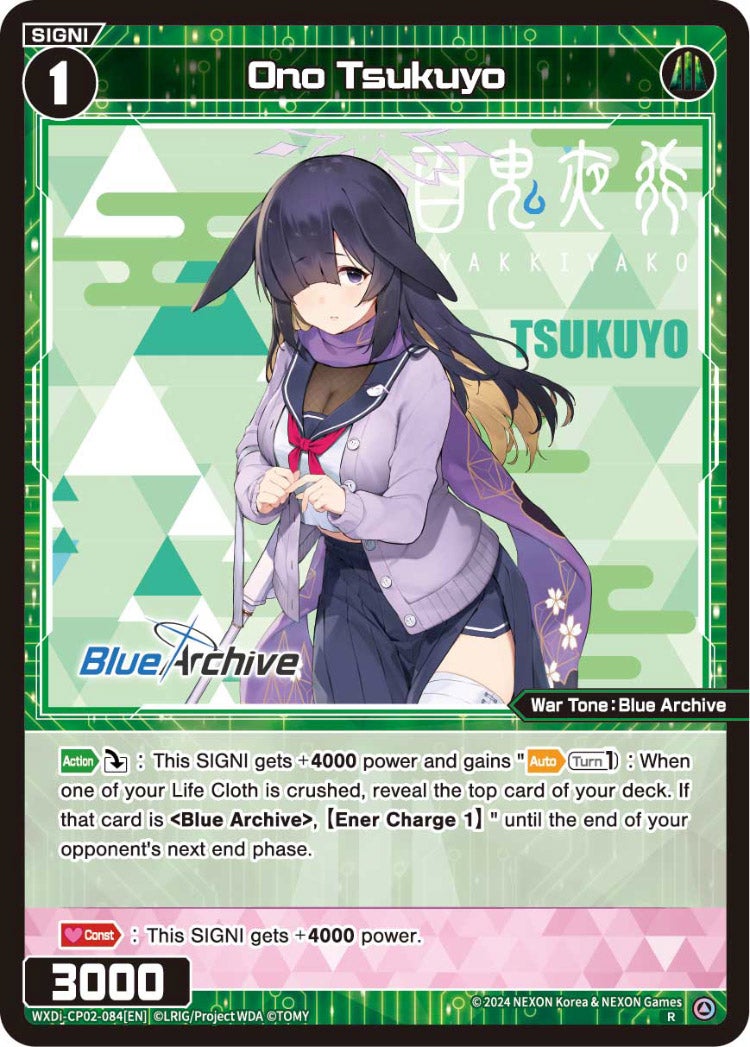 SIGNI
1
Ono Tsukuyo
百鬼夜行
YAKKIYAKO
TSUKUYO
Blue Archive
War Tone:Blue Archive
Action : This SIGNI gets +4000 power and gains "Auto Turn 1 : When
one of your Life Cloth is crushed, reveal the top card of your deck. If
that card is <Blue Archive>, 【Ener Charge 1】 " until the end of your
opponent's next end phase.
Const : This SIGNI gets +4000 power.
3000
© 2024 NEXON Korea & NEXON Games
WXDi-CP02-084[EN] ©LRIG/Project WDA ©TOMY
R